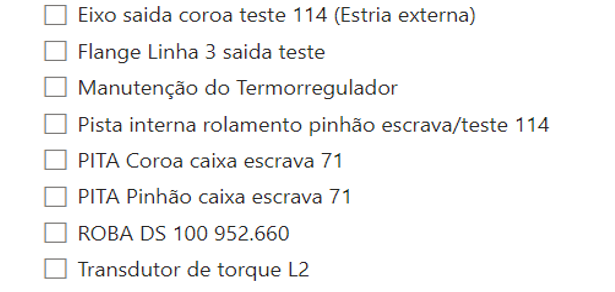 Eixo saida coroa teste 114 (Estria externa)
Flange Linha 3 saida teste
Manutenção do Termorregulador
Pista interna rolamento pinhão escrava/teste 114
PITA Coroa caixa escrava 71
PITA Pinhão caixa escrava 71
ROBA DS 100 952.660
Transdutor de torque L2